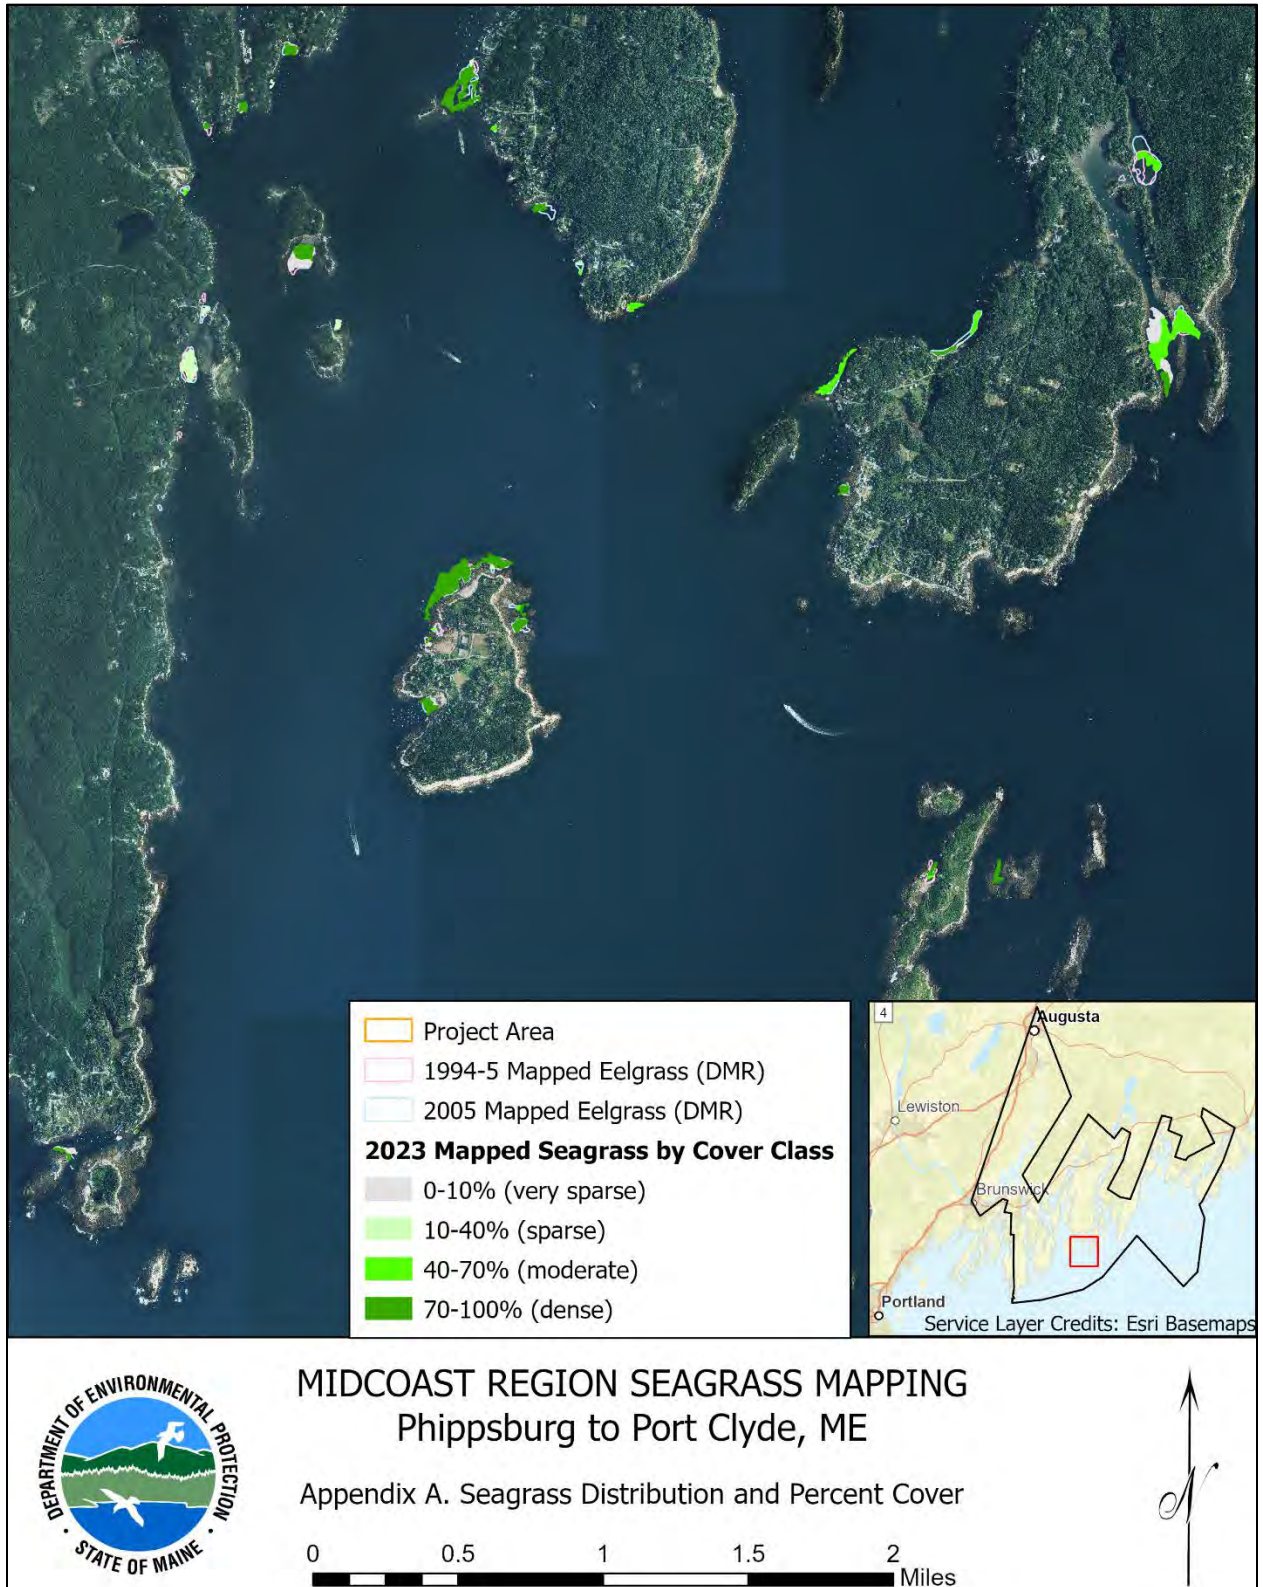 Project Area
1994-5 Mapped Eelgrass (DMR)
2005 Mapped Eelgrass (DMR)
2023 Mapped Seagrass by Cover Class
0-10% (very sparse)
10-40% (sparse)
40-70% (moderate)
70-100% (dense)
4
Augusta
Lewiston
Brunswick
Portland
Service Layer Credits: Esri Basemaps
DEPARTMENT OF ENVIRONMENTAL PROTECTION
• STATE OF MAINE •
MIDCOAST REGION SEAGRASS MAPPING
Phippsburg to Port Clyde, ME
Appendix A. Seagrass Distribution and Percent Cover
0 0.5 1 1.5 2
Miles
N